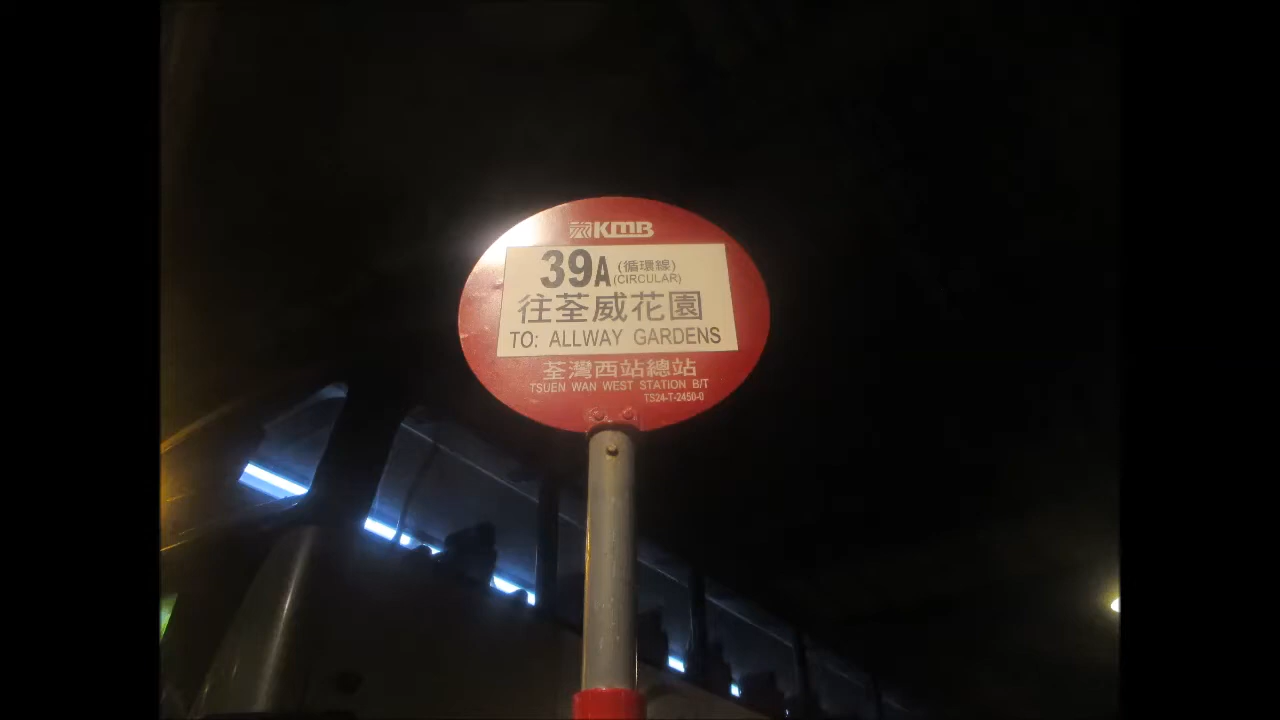 KMB
39A (循環線)
(CIRCULAR)
往荃威花園
TO: ALLWAY GARDENS
荃灣西站總站
TSUEN WAN WEST STATION B/T
TS24-T-2450-0